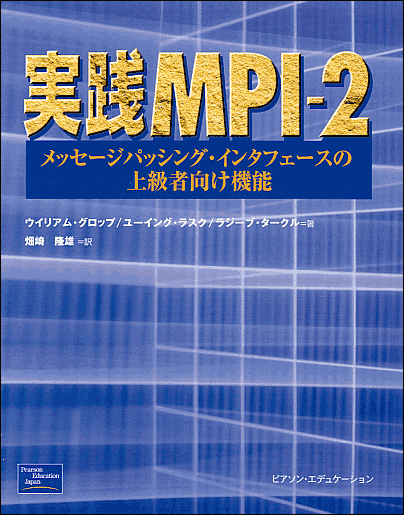 実践MPI-2
メッセージパッシング・インタフェースの
上級者向け機能
ウイリアム・グロップ/ユーイング・ラスク/ラジーブ・タークル=著
畑崎 隆雄=訳
Pearson
Education
Japan
ピアソン・エデュケーション